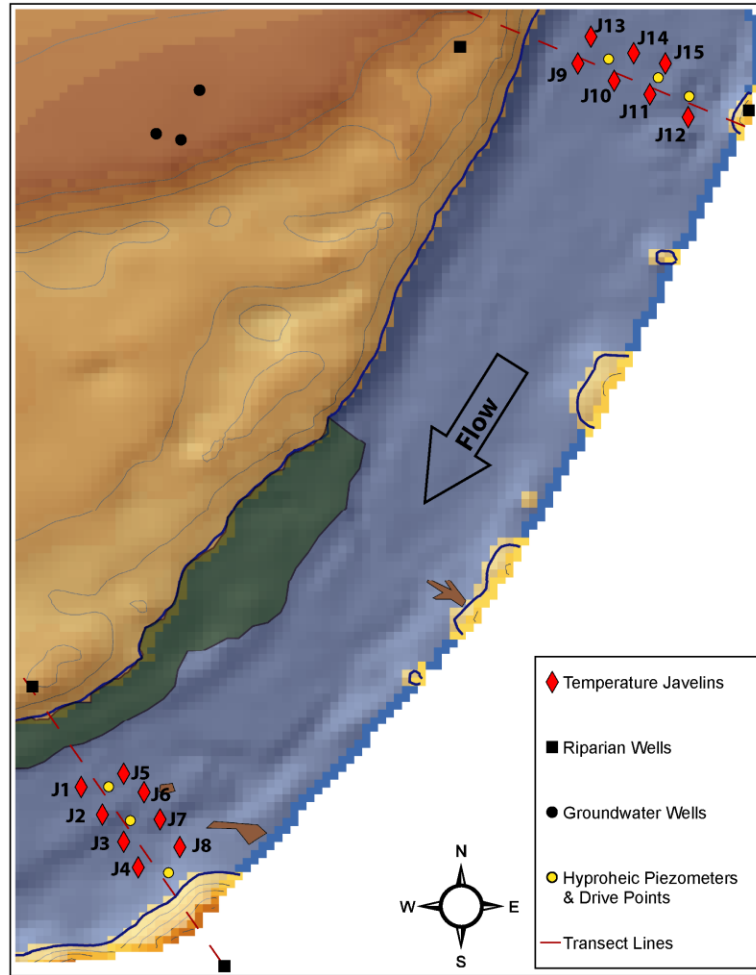 J13
J14
J15
J9
J10
J11
J12
Flow
J5
J1
J6
J2
J7
J3
J8
J4
N
W
E
S
Temperature Javelins
Riparian Wells
Groundwater Wells
Hyproheic Piezometers
& Drive Points
Transect Lines